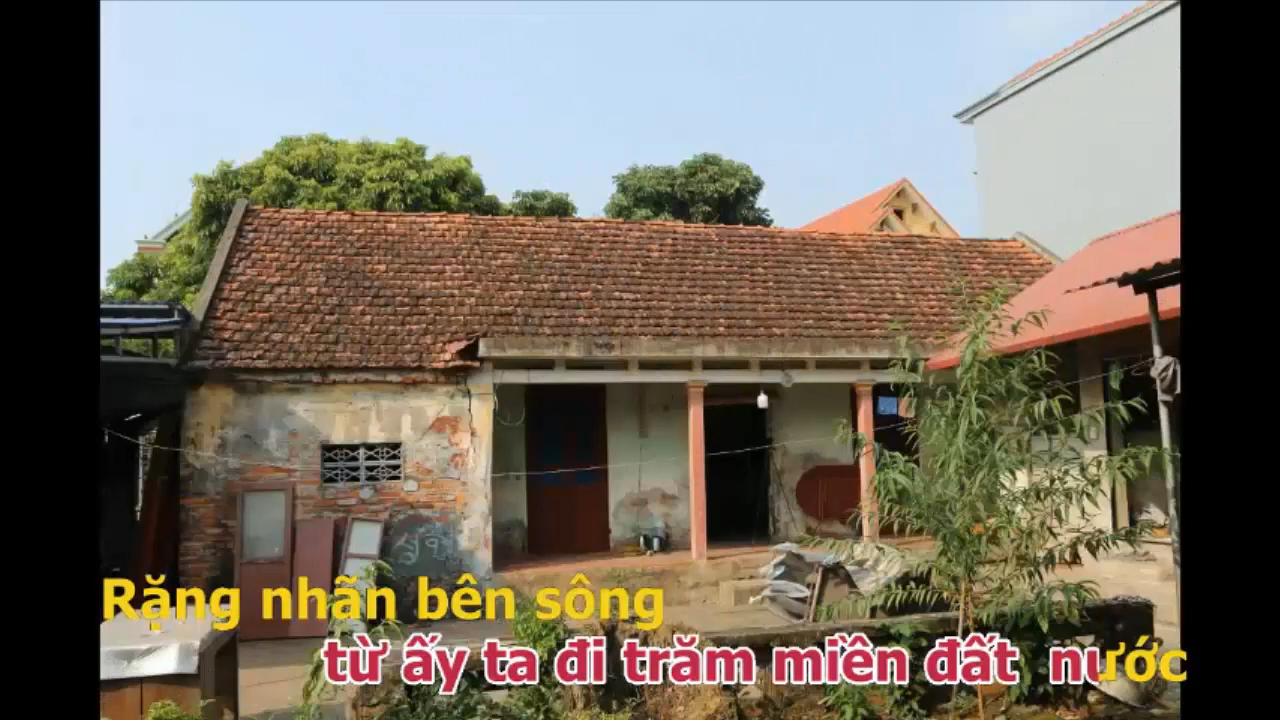 Rặng nhãn bên sông
từ ấy ta đi trăm miền đất nước